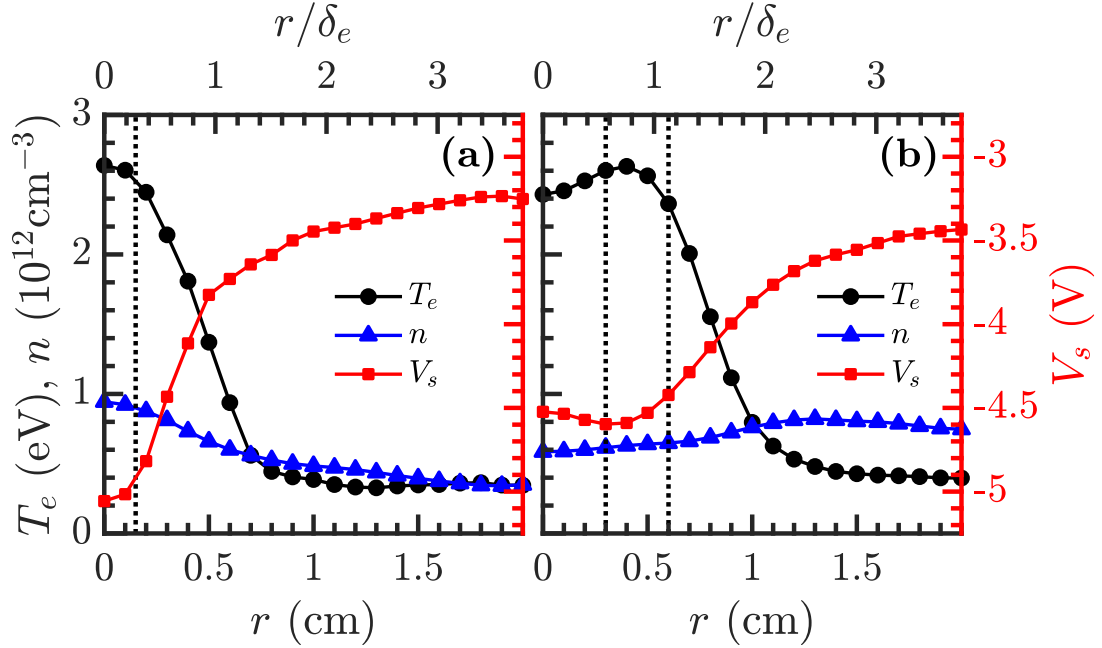 r/δₑ r/δₑ
0 1 2 3 0 1 2 3
Tₑ (eV), n (10¹²cm⁻³)
3
2
1
0
(a)
Tₑ
n
Vₛ
(b)
Tₑ
n
Vₛ
-3
-3.5
-4
-4.5
-5
Vₛ (V)
0 0.5 1 1.5 0 0.5 1 1.5
r (cm) r (cm)